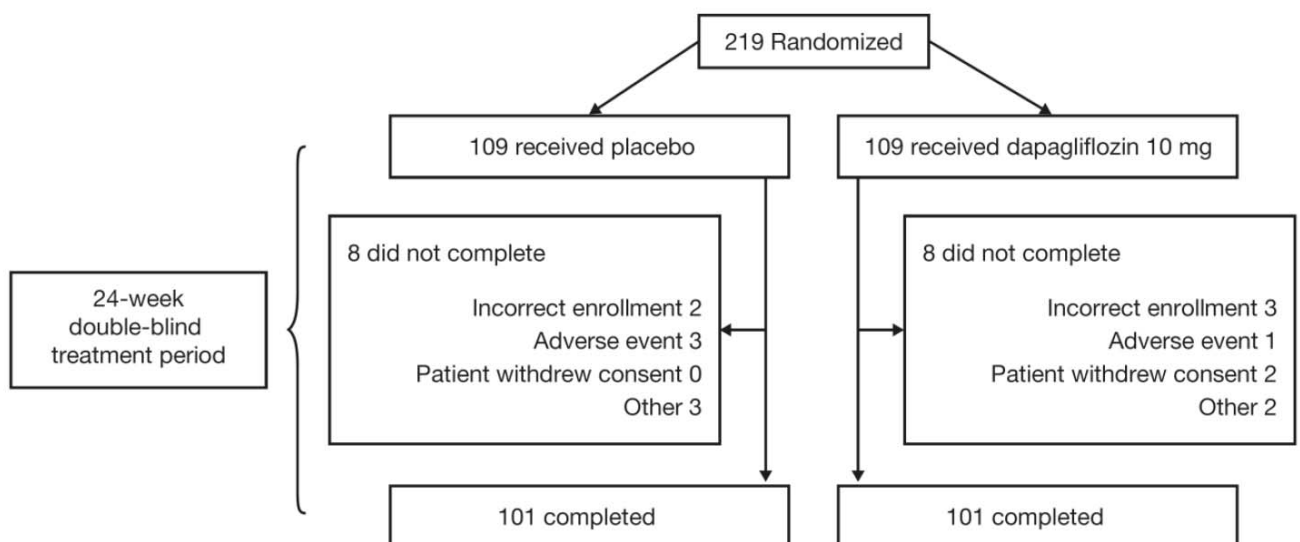 219 Randomized
109 received placebo
109 received dapagliflozin 10 mg
24-week
double-blind
treatment period
8 did not complete
Incorrect enrollment 2
Adverse event 3
Patient withdrew consent 0
Other 3
8 did not complete
Incorrect enrollment 3
Adverse event 1
Patient withdrew consent 2
Other 2
101 completed
101 completed